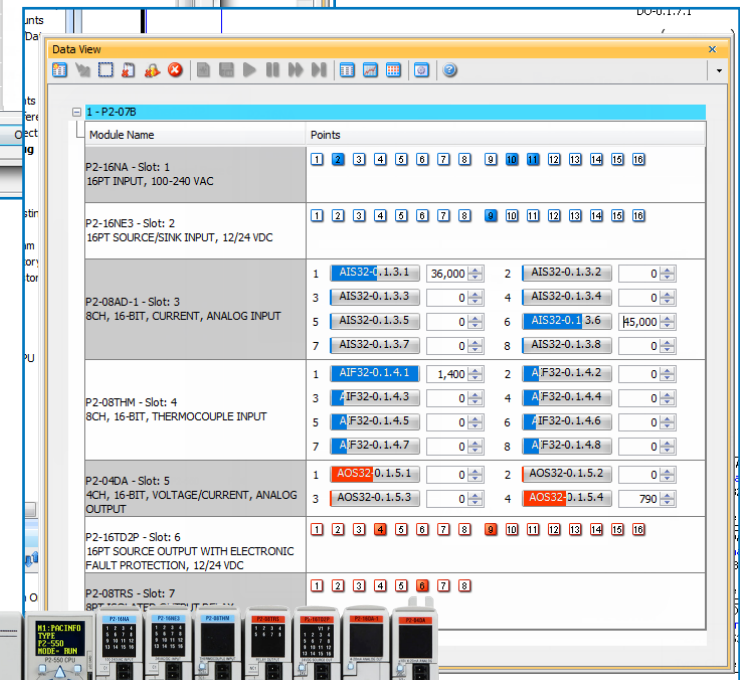 DO-0.1.7.1
Data View
1 - P2-07B
Module Name Points
P2-16NA - Slot: 1
16PT INPUT, 100-240 VAC
1 2 3 4 5 6 7 8 9 10 11 12 13 14 15 16
P2-16NE3 - Slot: 2
16PT SOURCE/SINK INPUT, 12/24 VDC
1 2 3 4 5 6 7 8 9 10 11 12 13 14 15 16
P2-08AD-1 - Slot: 3
8CH, 16-BIT, CURRENT, ANALOG INPUT
1 AIS32-0.1.3.1 36,000 2 AIS32-0.1.3.2 0
3 AIS32-0.1.3.3 0 4 AIS32-0.1.3.4 0
5 AIS32-0.1.3.5 0 6 AIS32-0.1.3.6 45,000
7 AIS32-0.1.3.7 0 8 AIS32-0.1.3.8 0
P2-08THM - Slot: 4
8CH, 16-BIT, THERMOCOUPLE INPUT
1 AIF32-0.1.4.1 1,400 2 AIF32-0.1.4.2 0
3 AIF32-0.1.4.3 0 4 AIF32-0.1.4.4 0
5 AIF32-0.1.4.5 0 6 AIF32-0.1.4.6 0
7 AIF32-0.1.4.7 0 8 AIF32-0.1.4.8 0
P2-04DA - Slot: 5
4CH, 16-BIT, VOLTAGE/CURRENT, ANALOG
OUTPUT
1 AOS32-0.1.5.1 0 2 AOS32-0.1.5.2 0
3 AOS32-0.1.5.3 0 4 AOS32-0.1.5.4 790
P2-16TD2P - Slot: 6
16PT SOURCE OUTPUT WITH ELECTRONIC
FAULT PROTECTION, 12/24 VDC
1 2 3 4 5 6 7 8 9 10 11 12 13 14 15 16
P2-08TRS - Slot: 7
8PT ISOLATED OUTPUT RELAY
1 2 3 4 5 6 7 8
M1:PACINFO
TYPE
P2-550
MODE= RUN
P2-550 CPU
P2-16NA
P2-16NE3
P2-08THM
P2-08TRS
P2-16TD2P
P2-04DA